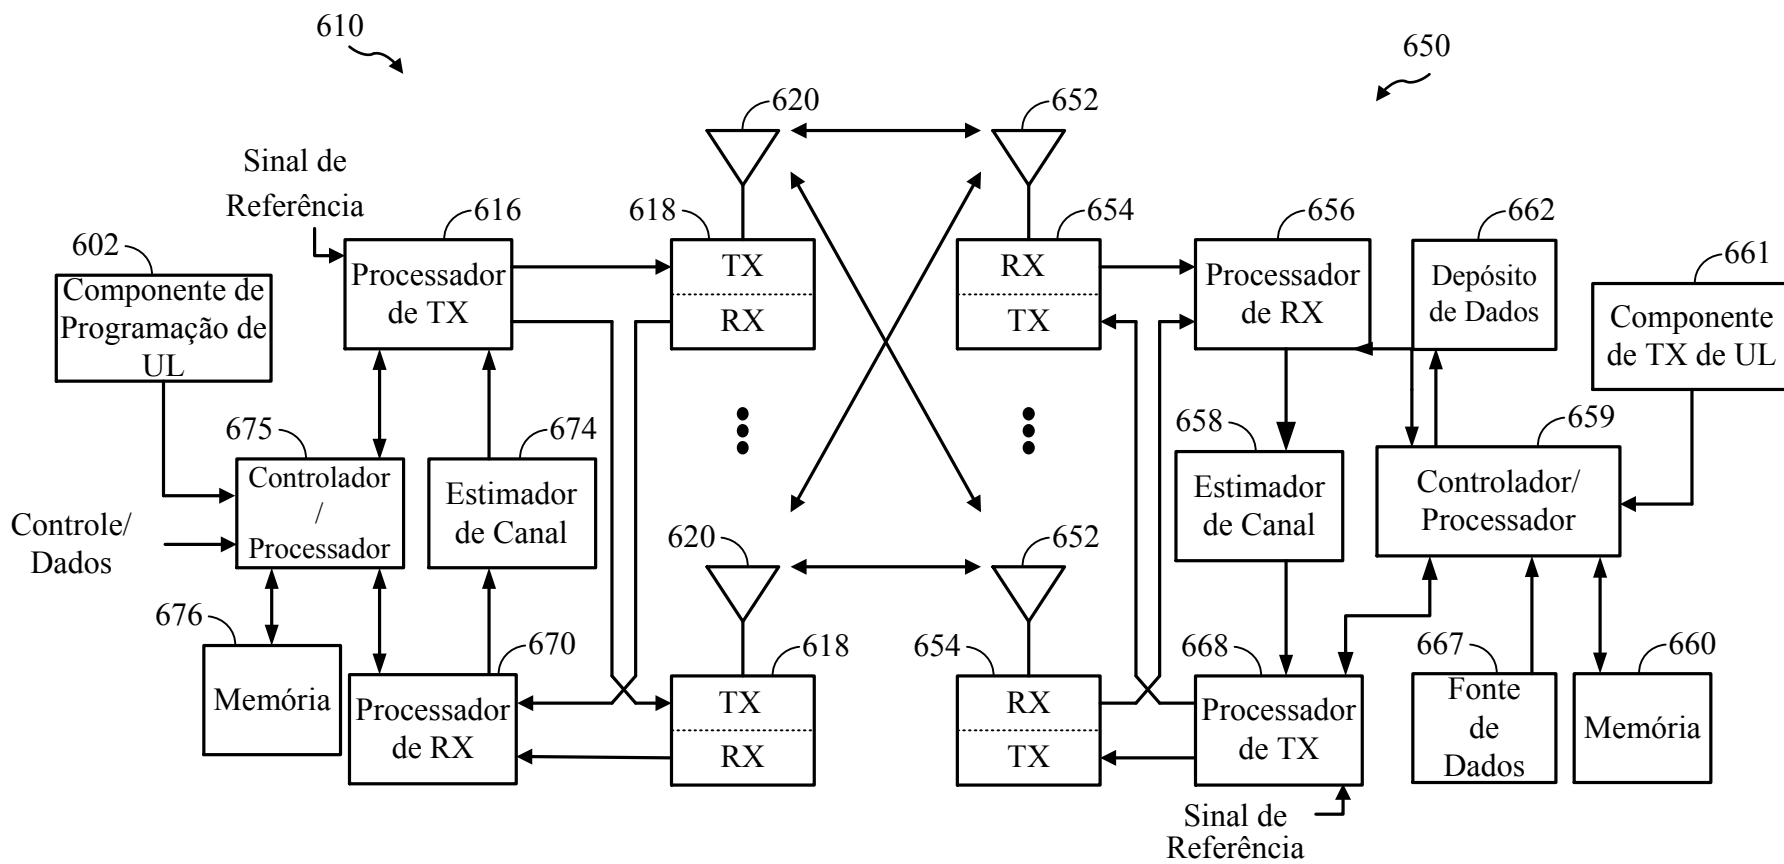 610
650
620
652
Sinal de
Referência
616
618
654
656
662
602
661
Componente de
Programação de
UL
Processador
de TX
TX
RX
RX
TX
Processador
de RX
Depósito
de Dados
Componente
de TX de UL
675
674
658
659
Controlador
/
Processador
Estimador
de Canal
Estimador
de Canal
Controlador/
Processador
Controle/
Dados
620
652
676
670
618
654
668
667
660
Memória
Processador
de RX
TX
RX
RX
TX
Processador
de TX
Fonte
de
Dados
Memória
Sinal de
Referência